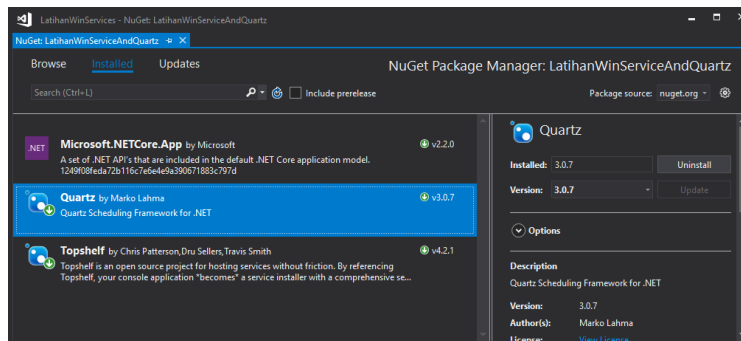 LatihanWinServices - NuGet: LatihanWinServiceAndQuartz
NuGet: LatihanWinServiceAndQuartz
Browse Installed Updates
NuGet Package Manager: LatihanWinServiceAndQuartz
Search (Ctrl+L)
Include prerelease
Package source: nuget.org
.NET
Microsoft.NETCore.App by Microsoft v2.2.0
A set of .NET API's that are included in the default .NET Core application model.
1249f08feda72b116c7e6e4e9a390671883c797d
Quartz by Marko Lahma v3.0.7
Quartz Scheduling Framework for .NET
Topshelf by Chris Patterson,Dru Sellers,Travis Smith v4.2.1
Topshelf is an open source project for hosting services without friction. By referencing
Topshelf, your console application "becomes" a service installer with a comprehensive se...
Quartz
Installed: 3.0.7 Uninstall
Version: 3.0.7 Update
Options
Description
Quartz Scheduling Framework for .NET
Version: 3.0.7
Author(s): Marko Lahma
License: View License